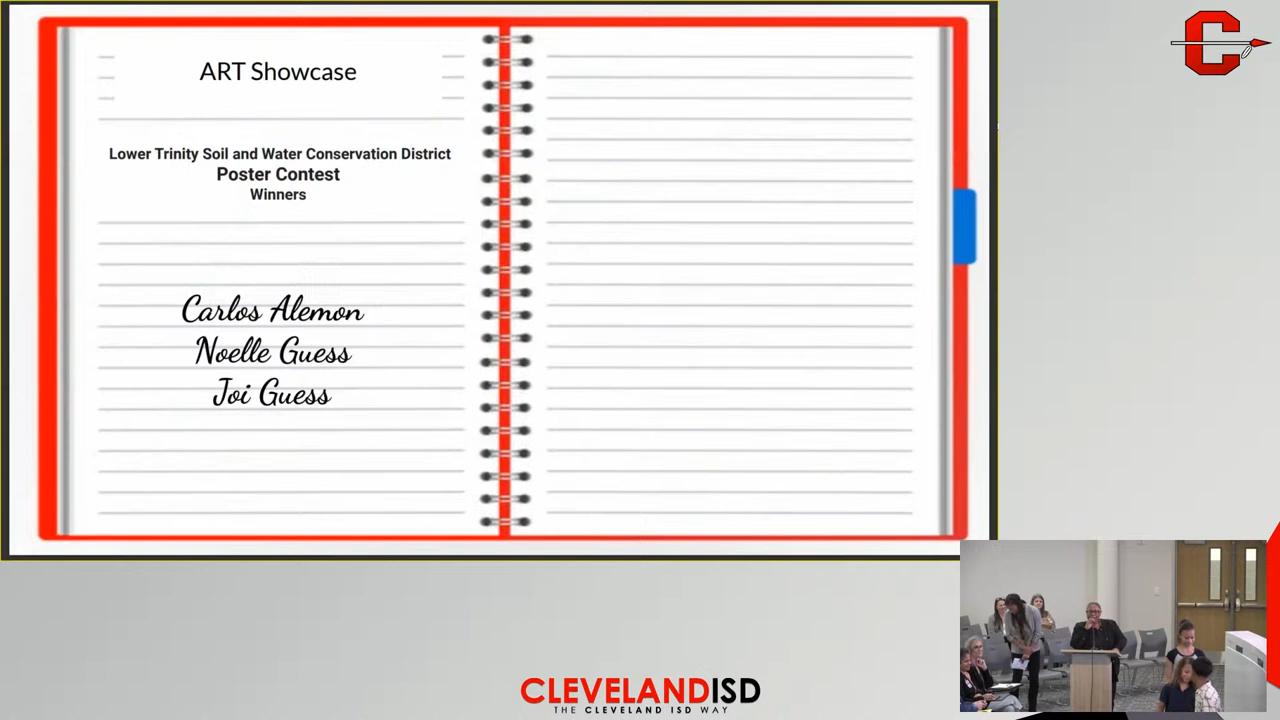 ART Showcase
Lower Trinity Soil and Water Conservation District
Poster Contest
Winners
Carlos Alemon
Noelle Guess
Joi Guess
C
CLEVELANDISD
THE CLEVELAND ISD WAY